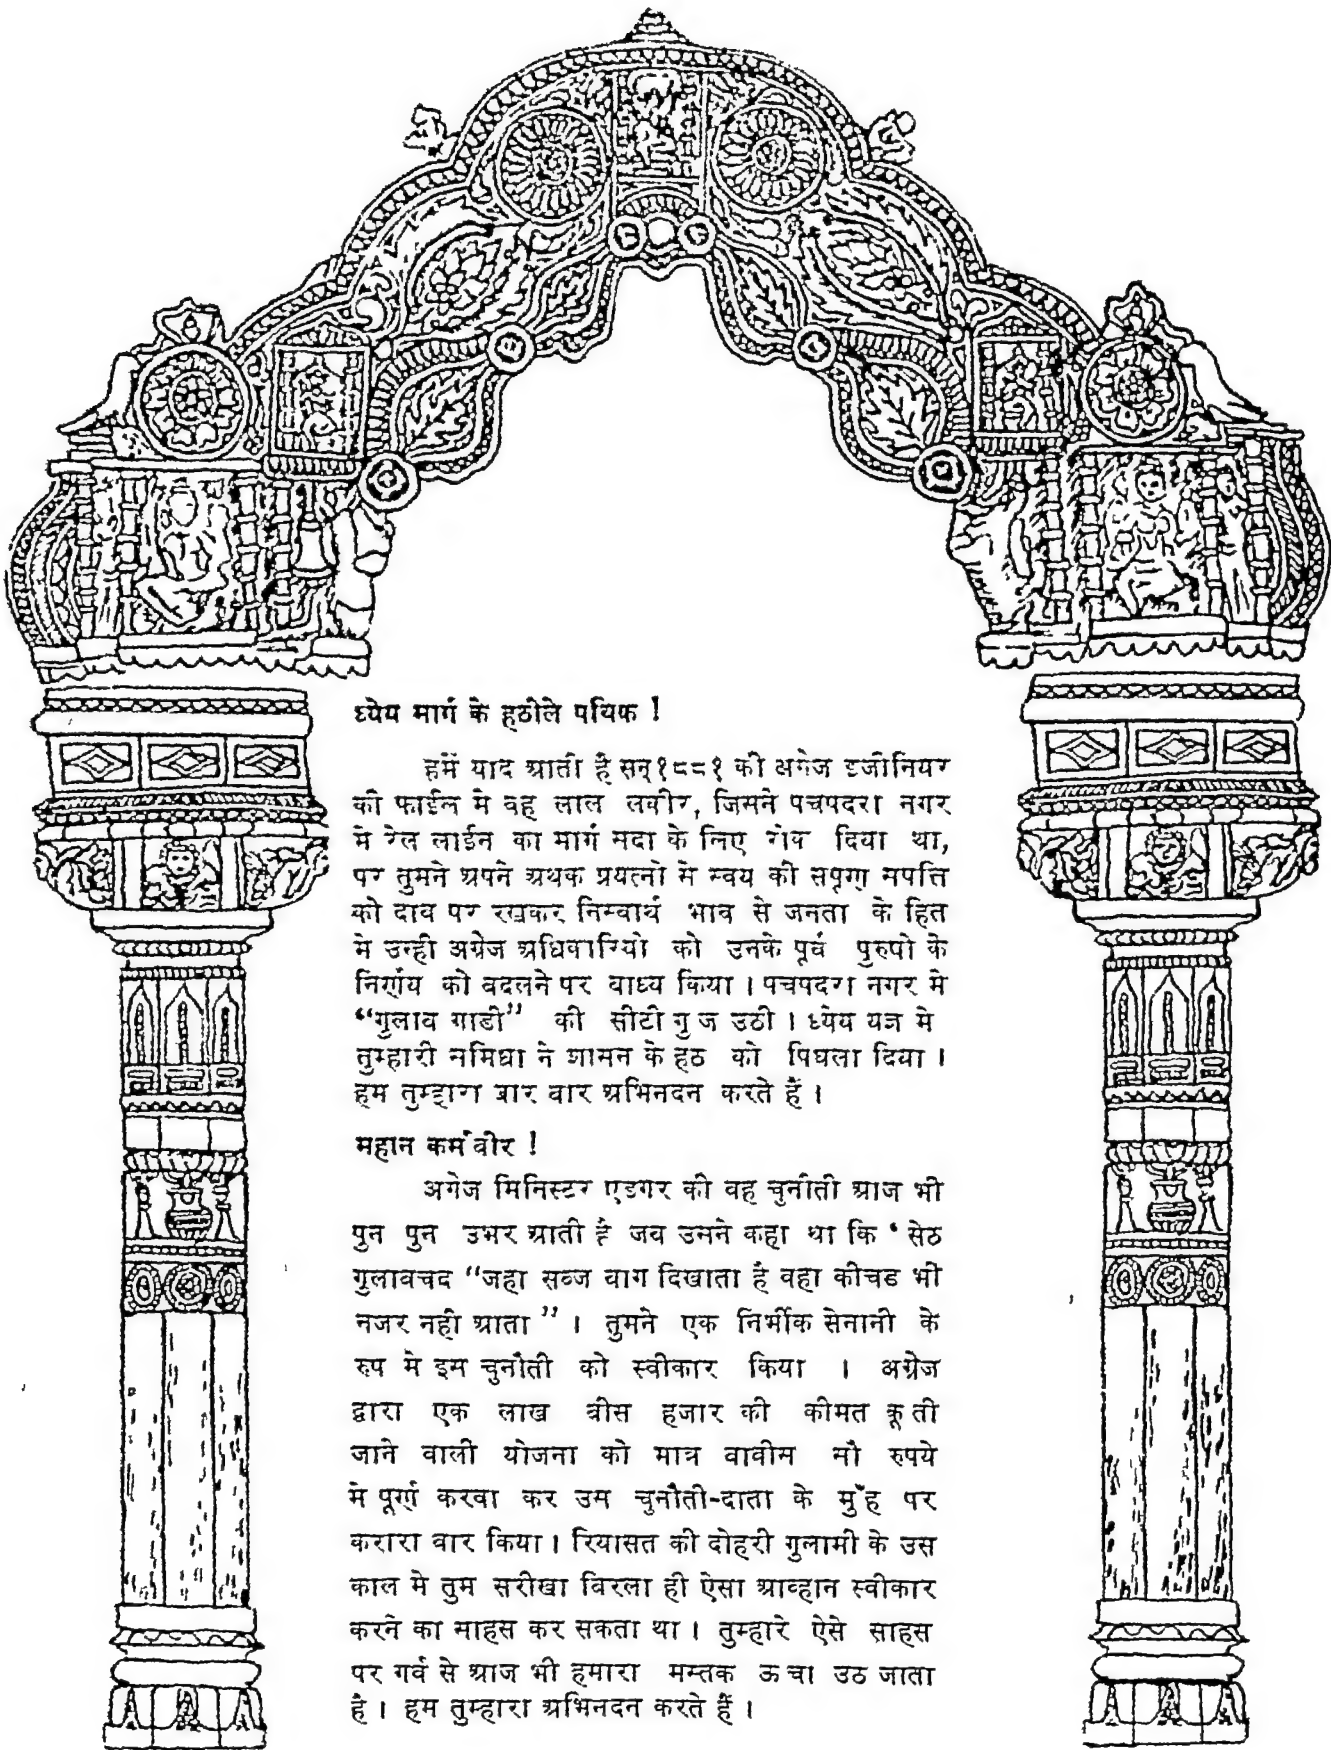 ध्येय मार्ग के हठीले पथिक !
हमें याद आती है सन् १८८१ की अग्रेज इजीनियर
की फाईल मे वह लाल लकीर, जिसने पचपदरा नगर
मे रेल लाईन का मार्ग सदा के लिए रोक दिया था,
पर तुमने अपने अथक प्रयत्नो से स्वय की सपूर्ण सपत्ति
को दाव पर रखकर निस्वार्थ भाव से जनता के हित
मे उन्ही अग्रेज अधिकारियो को उनके पूर्व पुरुषो के
निर्णय को बदलने पर बाध्य किया । पचपदरा नगर मे
“गुलाब गाडी” की सीटी गु ज उठी । ध्येय यज्ञ मे
तुम्हारी समिधा ने शासन के हठ को पिघला दिया ।
हम तुम्हारा बार बार अभिनदन करते हैं ।
महान कर्मवीर !
अग्रेज मिनिस्टर एडगर की वह चुनौती आज भी
पुन पुन उभर आती है जब उसने कहा था कि ‘ सेठ
गुलाबचद “जहा सब्ज बाग दिखाता है वहा कीचड भी
नजर नही आता” । तुमने एक निर्भीक सेनानी के
रुप मे इस चुनौती को स्वीकार किया । अग्रेज
द्वारा एक लाख बीस हजार की कीमत कू ती
जाने वाली योजना को मात्र बावीस सौ रुपये
मे पूर्ण करवा कर उस चुनौती-दाता के मुँह पर
करारा वार किया । रियासत की दोहरी गुलामी के उस
काल मे तुम सरीखा बिरला ही ऐसा आव्हान स्वीकार
करने का साहस कर सकता था । तुम्हारे ऐसे साहस
पर गर्व से आज भी हमारा मस्तक ऊ चा उठ जाता
है । हम तुम्हारा अभिनदन करते हैं ।